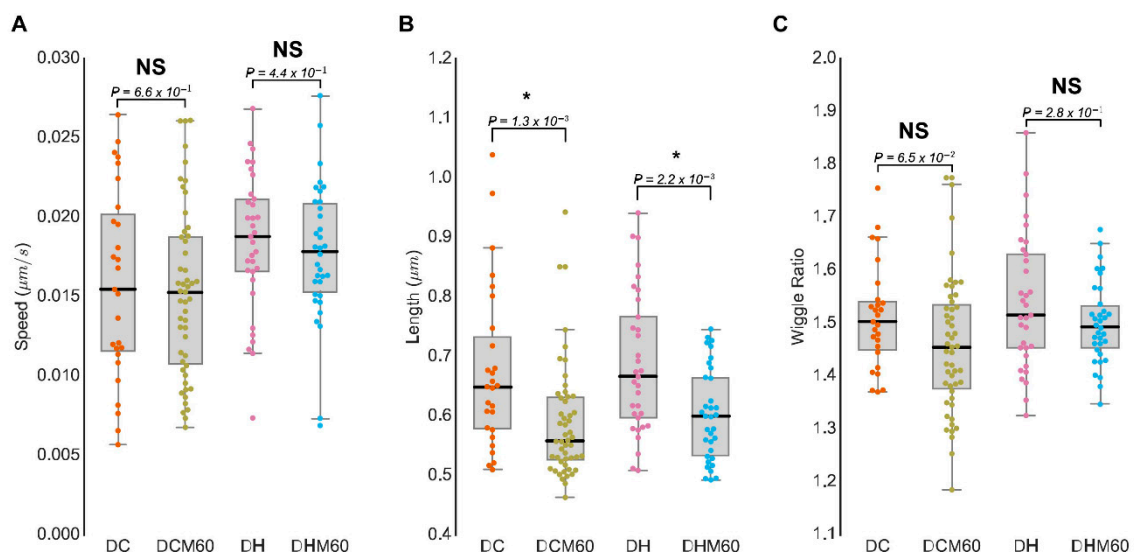 A
B
C
Speed (μm/s)
0.030
0.025
0.020
0.015
0.010
0.005
0.000
NS
P = 6.6 x 10⁻¹
NS
P = 4.4 x 10⁻¹
DC DCM60 DH DHM60
Length (μm)
1.2
1.1
1.0
0.9
0.8
0.7
0.6
0.5
0.4
*
P = 1.3 x 10⁻³
*
P = 2.2 x 10⁻³
DC DCM60 DH DHM60
Wiggle Ratio
2.0
1.9
1.8
1.7
1.6
1.5
1.4
1.3
1.2
1.1
NS
P = 6.5 x 10⁻²
NS
P = 2.8 x 10⁻¹
DC DCM60 DH DHM60